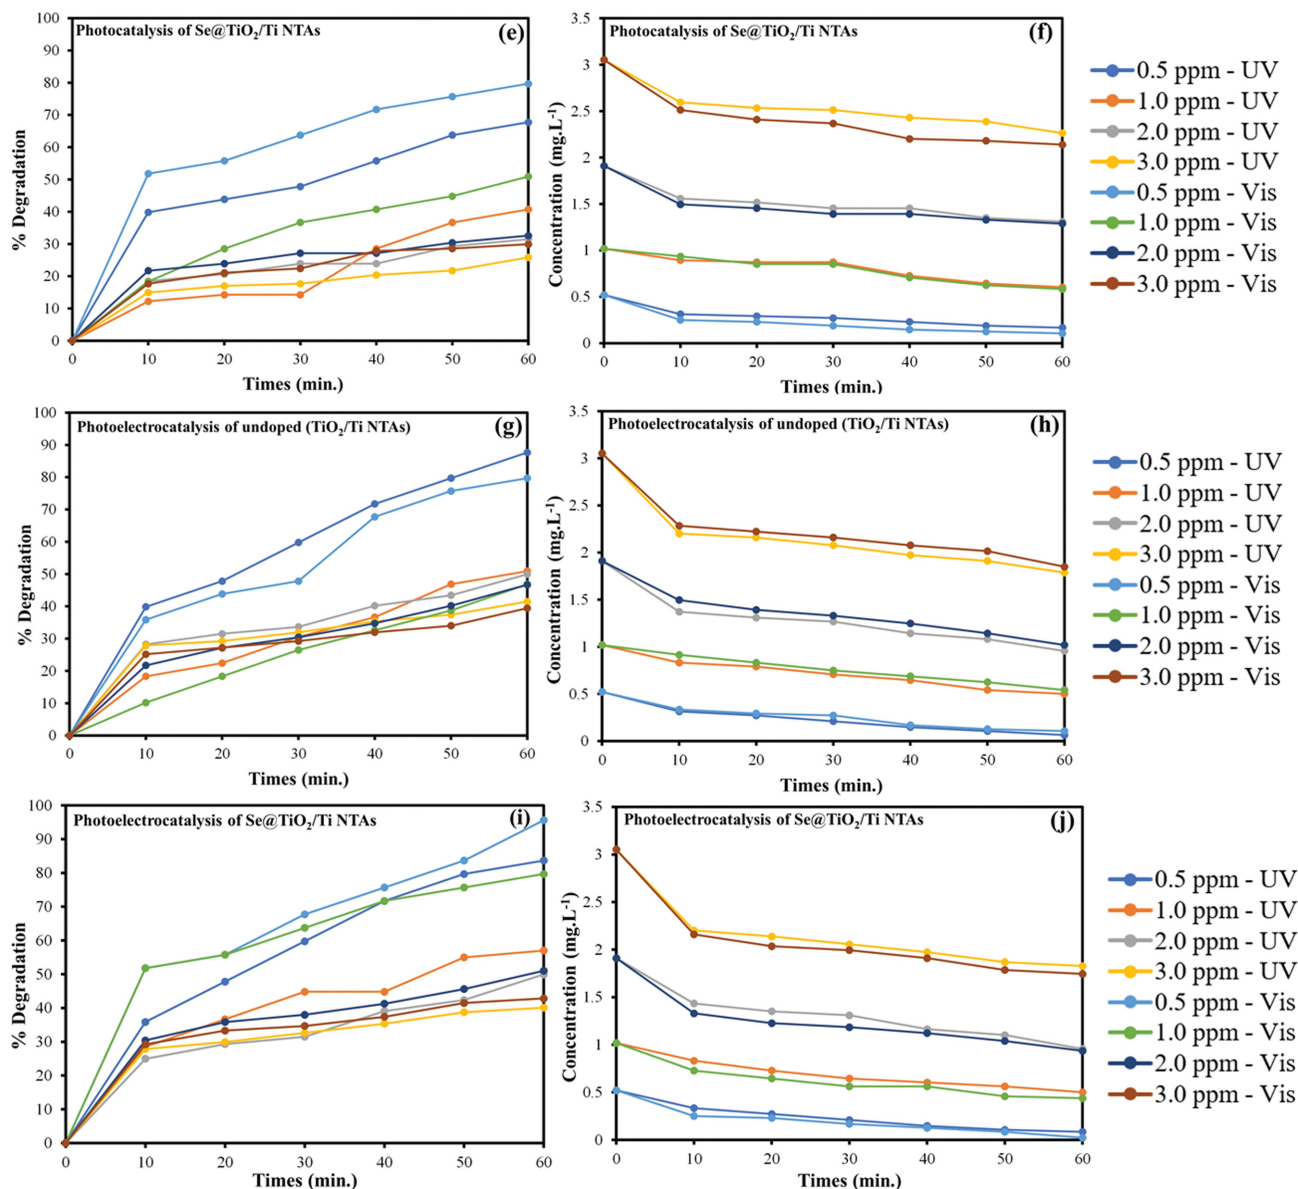 Photocatalysis of Se@TiO₂/Ti NTAs
(e)
% Degradation
100
90
80
70
60
50
40
30
20
10
0
0 10 20 30 40 50 60
Times (min.)
Photocatalysis of Se@TiO₂/Ti NTAs
(f)
Concentration (mg.L⁻¹)
3.5
3
2.5
2
1.5
1
0.5
0
0 10 20 30 40 50 60
Times (min.)
0.5 ppm - UV
1.0 ppm - UV
2.0 ppm - UV
3.0 ppm - UV
0.5 ppm - Vis
1.0 ppm - Vis
2.0 ppm - Vis
3.0 ppm - Vis
Photoelectrocatalysis of undoped (TiO₂/Ti NTAs)
(g)
% Degradation
100
90
80
70
60
50
40
30
20
10
0
0 10 20 30 40 50 60
Times (min.)
Photoelectrocatalysis of undoped (TiO₂/Ti NTAs)
(h)
Concentration (mg.L⁻¹)
3.5
3
2.5
2
1.5
1
0.5
0
0 10 20 30 40 50 60
Times (min.)
0.5 ppm - UV
1.0 ppm - UV
2.0 ppm - UV
3.0 ppm - UV
0.5 ppm - Vis
1.0 ppm - Vis
2.0 ppm - Vis
3.0 ppm - Vis
Photoelectrocatalysis of Se@TiO₂/Ti NTAs
(i)
% Degradation
100
90
80
70
60
50
40
30
20
10
0
0 10 20 30 40 50 60
Times (min.)
Photoelectrocatalysis of Se@TiO₂/Ti NTAs
(j)
Concentration (mg.L⁻¹)
3.5
3
2.5
2
1.5
1
0.5
0
0 10 20 30 40 50 60
Times (min.)
0.5 ppm - UV
1.0 ppm - UV
2.0 ppm - UV
3.0 ppm - UV
0.5 ppm - Vis
1.0 ppm - Vis
2.0 ppm - Vis
3.0 ppm - Vis